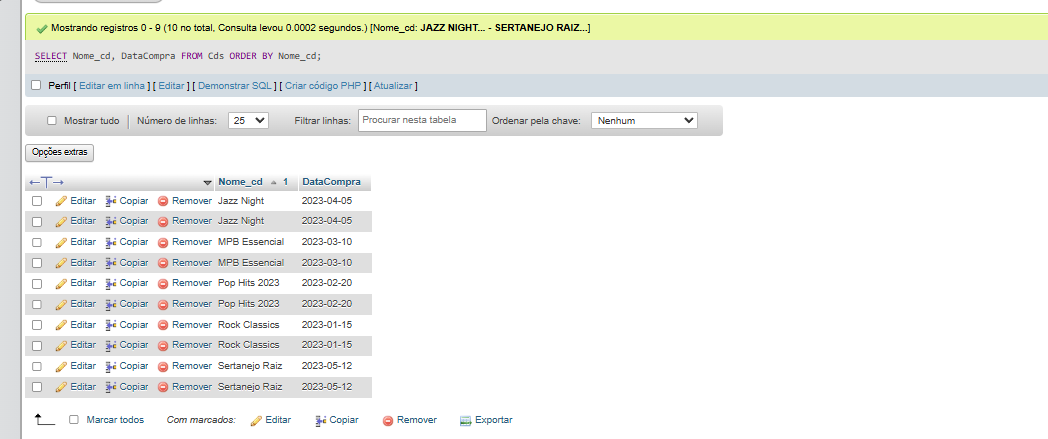 Mostrando registros 0 - 9 (10 no total, Consulta levou 0.0002 segundos.) [Nome_cd: JAZZ NIGHT... - SERTANEJO RAIZ...]
SELECT Nome_cd, DataCompra FROM Cds ORDER BY Nome_cd;
Perfil [ Editar em linha ] [ Editar ] [ Demonstrar SQL ] [ Criar código PHP ] [ Atualizar ]
Mostrar tudo | Número de linhas: 25 Filtrar linhas: Procurar nesta tabela Ordenar pela chave: Nenhum
Opções extras
←T→ Nome_cd 1 DataCompra
Editar Copiar Remover Jazz Night 2023-04-05
Editar Copiar Remover Jazz Night 2023-04-05
Editar Copiar Remover MPB Essencial 2023-03-10
Editar Copiar Remover MPB Essencial 2023-03-10
Editar Copiar Remover Pop Hits 2023 2023-02-20
Editar Copiar Remover Pop Hits 2023 2023-02-20
Editar Copiar Remover Rock Classics 2023-01-15
Editar Copiar Remover Rock Classics 2023-01-15
Editar Copiar Remover Sertanejo Raiz 2023-05-12
Editar Copiar Remover Sertanejo Raiz 2023-05-12
Marcar todos Com marcados: Editar Copiar Remover Exportar